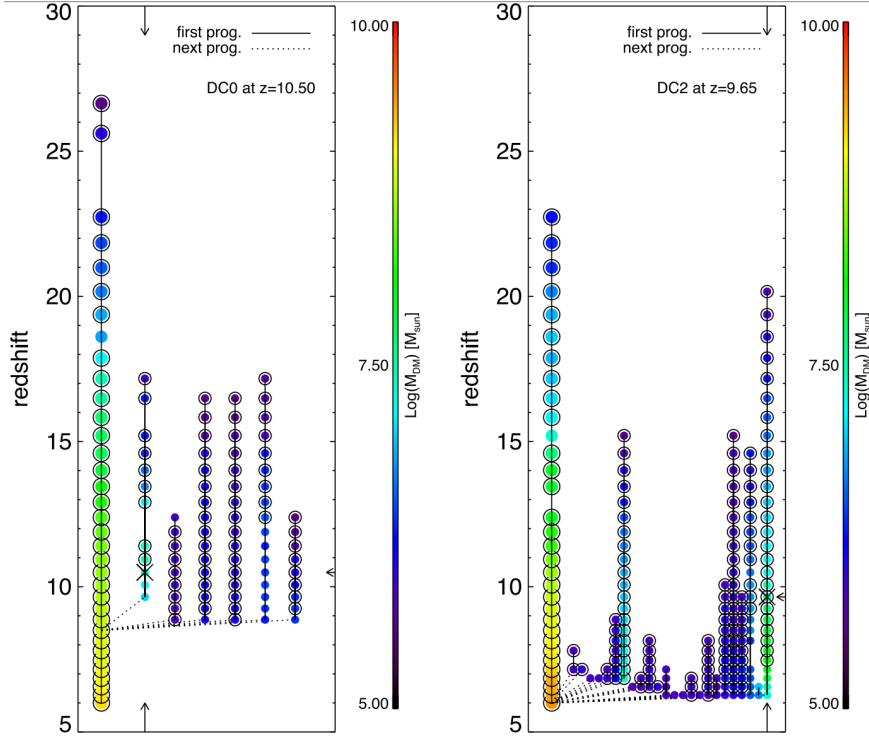 30
25
20
15
10
5
redshift
first prog.
next prog.
DC0 at z=10.50
10.00
7.50
5.00
Log(M_DM) [M_sun]
30
25
20
15
10
5
redshift
first prog.
next prog.
DC2 at z=9.65
10.00
7.50
5.00
Log(M_DM) [M_sun]